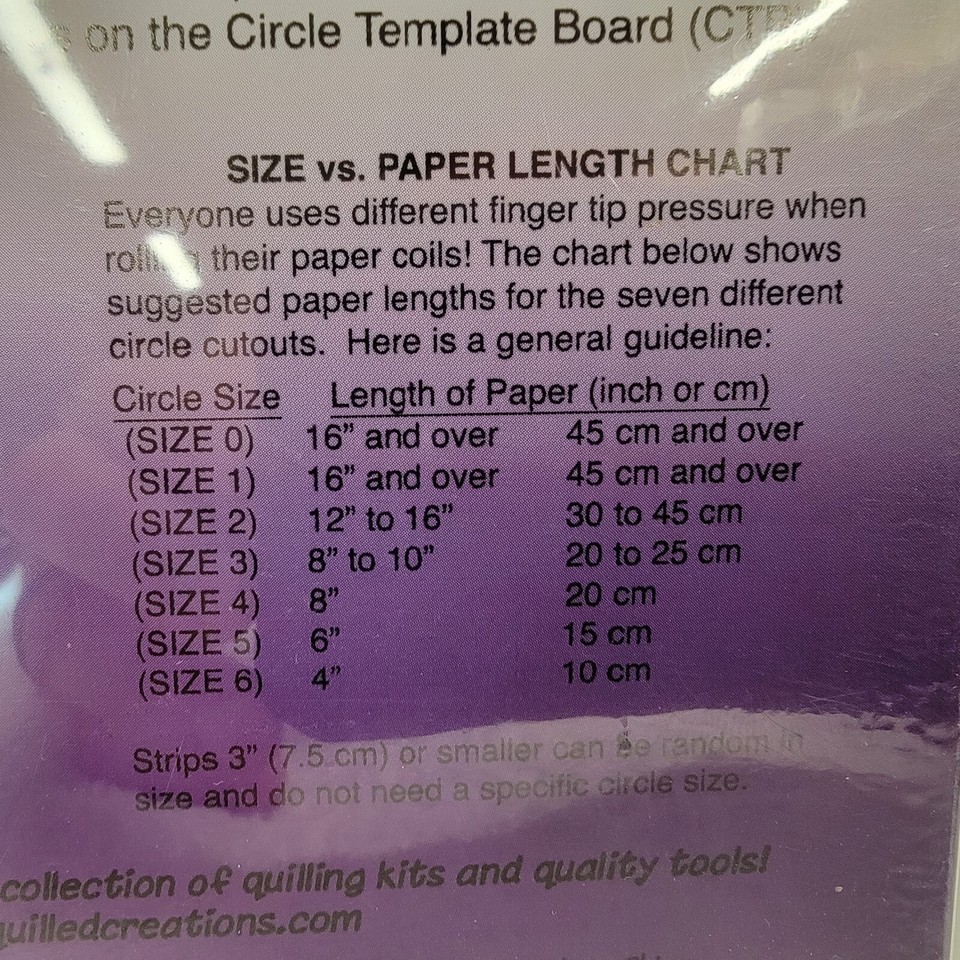 on the Circle Template Board (CTB)
SIZE vs. PAPER LENGTH CHART
Everyone uses different finger tip pressure when
rolling their paper coils! The chart below shows
suggested paper lengths for the seven different
circle cutouts. Here is a general guideline:
Circle Size Length of Paper (inch or cm)
(SIZE 0) 16” and over 45 cm and over
(SIZE 1) 16” and over 45 cm and over
(SIZE 2) 12” to 16” 30 to 45 cm
(SIZE 3) 8” to 10” 20 to 25 cm
(SIZE 4) 8” 20 cm
(SIZE 5) 6” 15 cm
(SIZE 6) 4” 10 cm
Strips 3” (7.5 cm) or smaller can be random in
size and do not need a specific circle size.
collection of quilling kits and quality tools!
quilledcreations.com